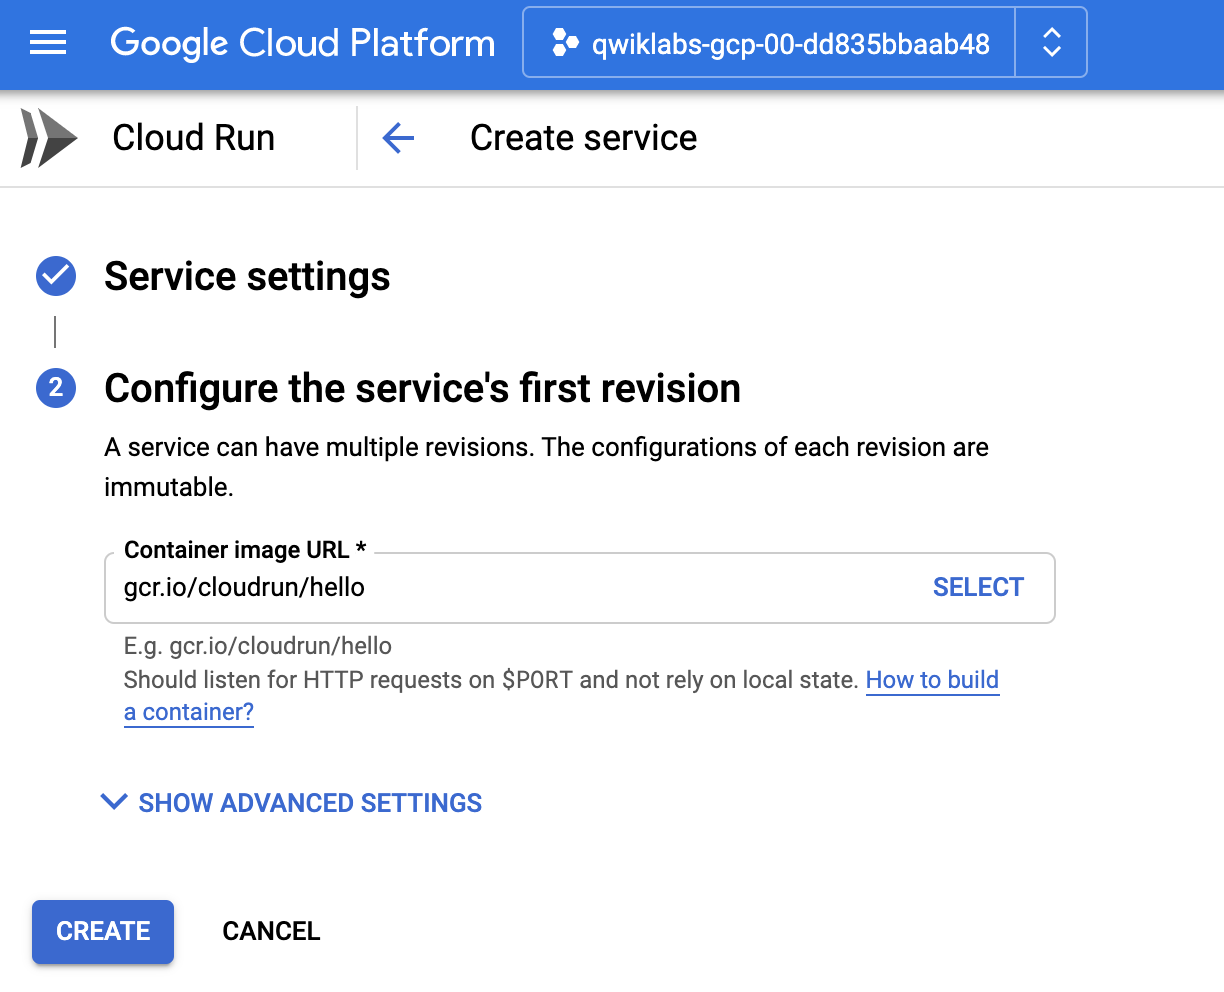 Google Cloud Platform
qwiklabs-gcp-00-dd835bbaab48
Cloud Run
Create service
Service settings
2
Configure the service's first revision
A service can have multiple revisions. The configurations of each revision are
immutable.
Container image URL *
gcr.io/cloudrun/hello
SELECT
E.g. gcr.io/cloudrun/hello
Should listen for HTTP requests on $PORT and not rely on local state. How to build
a container?
SHOW ADVANCED SETTINGS
CREATE
CANCEL